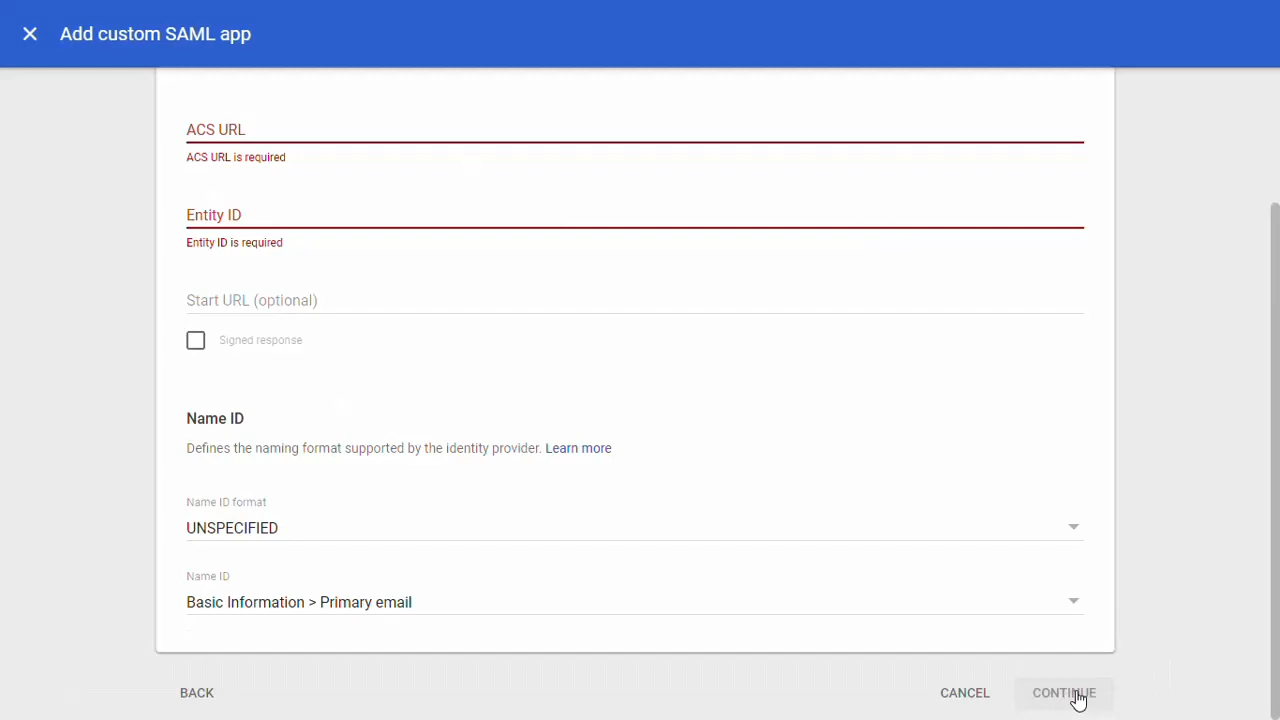 Add custom SAML app
ACS URL
ACS URL is required
Entity ID
Entity ID is required
Start URL (optional)
Signed response
Name ID
Defines the naming format supported by the identity provider. Learn more
Name ID format
UNSPECIFIED
Name ID
Basic Information > Primary email
BACK CANCEL CONTINUE